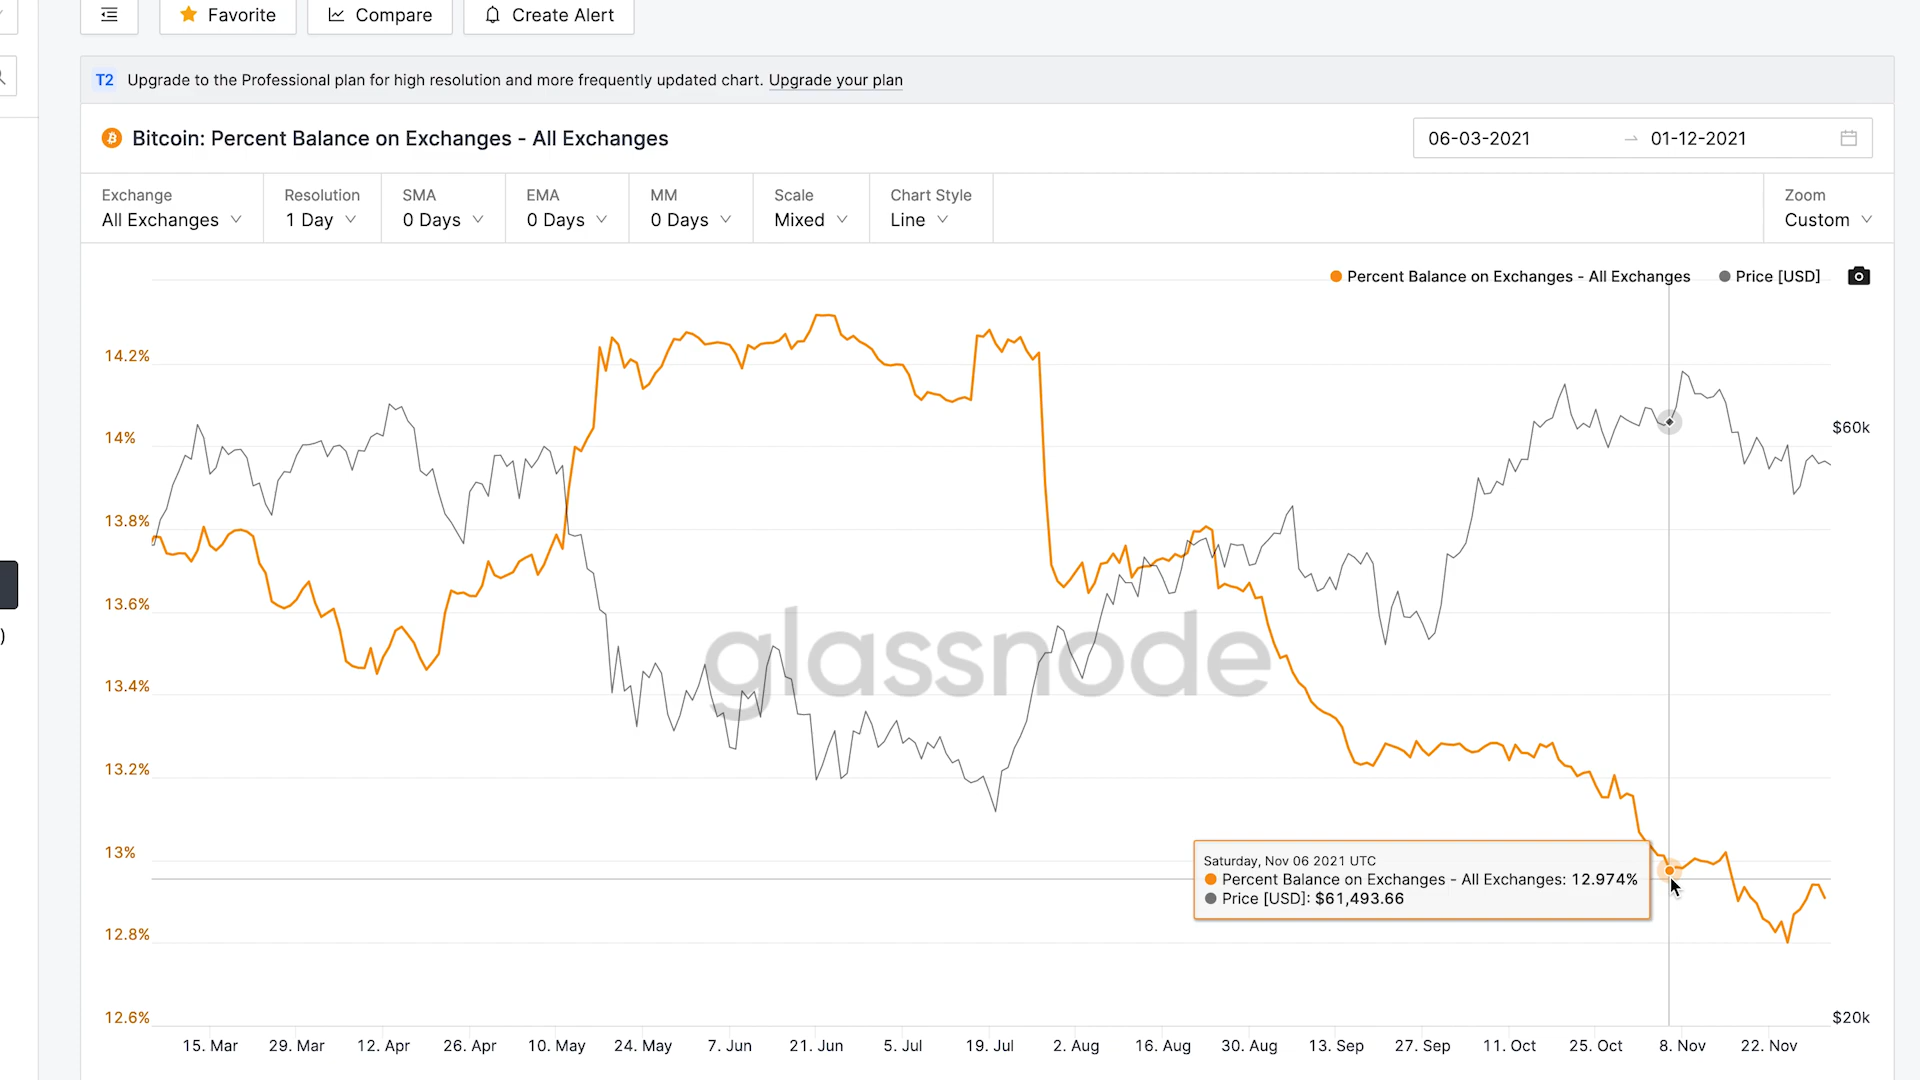 Favorite
Compare
Create Alert
T2 Upgrade to the Professional plan for high resolution and more frequently updated chart. Upgrade your plan
Bitcoin: Percent Balance on Exchanges - All Exchanges
06-03-2021 → 01-12-2021
Exchange
All Exchanges
Resolution
1 Day
SMA
0 Days
EMA
0 Days
MM
0 Days
Scale
Mixed
Chart Style
Line
Zoom
Custom
Percent Balance on Exchanges - All Exchanges
Price [USD]
14.2%
14%
13.8%
13.6%
13.4%
13.2%
13%
12.8%
12.6%
$60k
$20k
glassnode
Saturday, Nov 06 2021 UTC
Percent Balance on Exchanges - All Exchanges: 12.974%
Price [USD]: $61,493.66
15. Mar 29. Mar 12. Apr 26. Apr 10. May 24. May 7. Jun 21. Jun 5. Jul 19. Jul 2. Aug 16. Aug 30. Aug 13. Sep 27. Sep 11. Oct 25. Oct 8. Nov 22. Nov
)